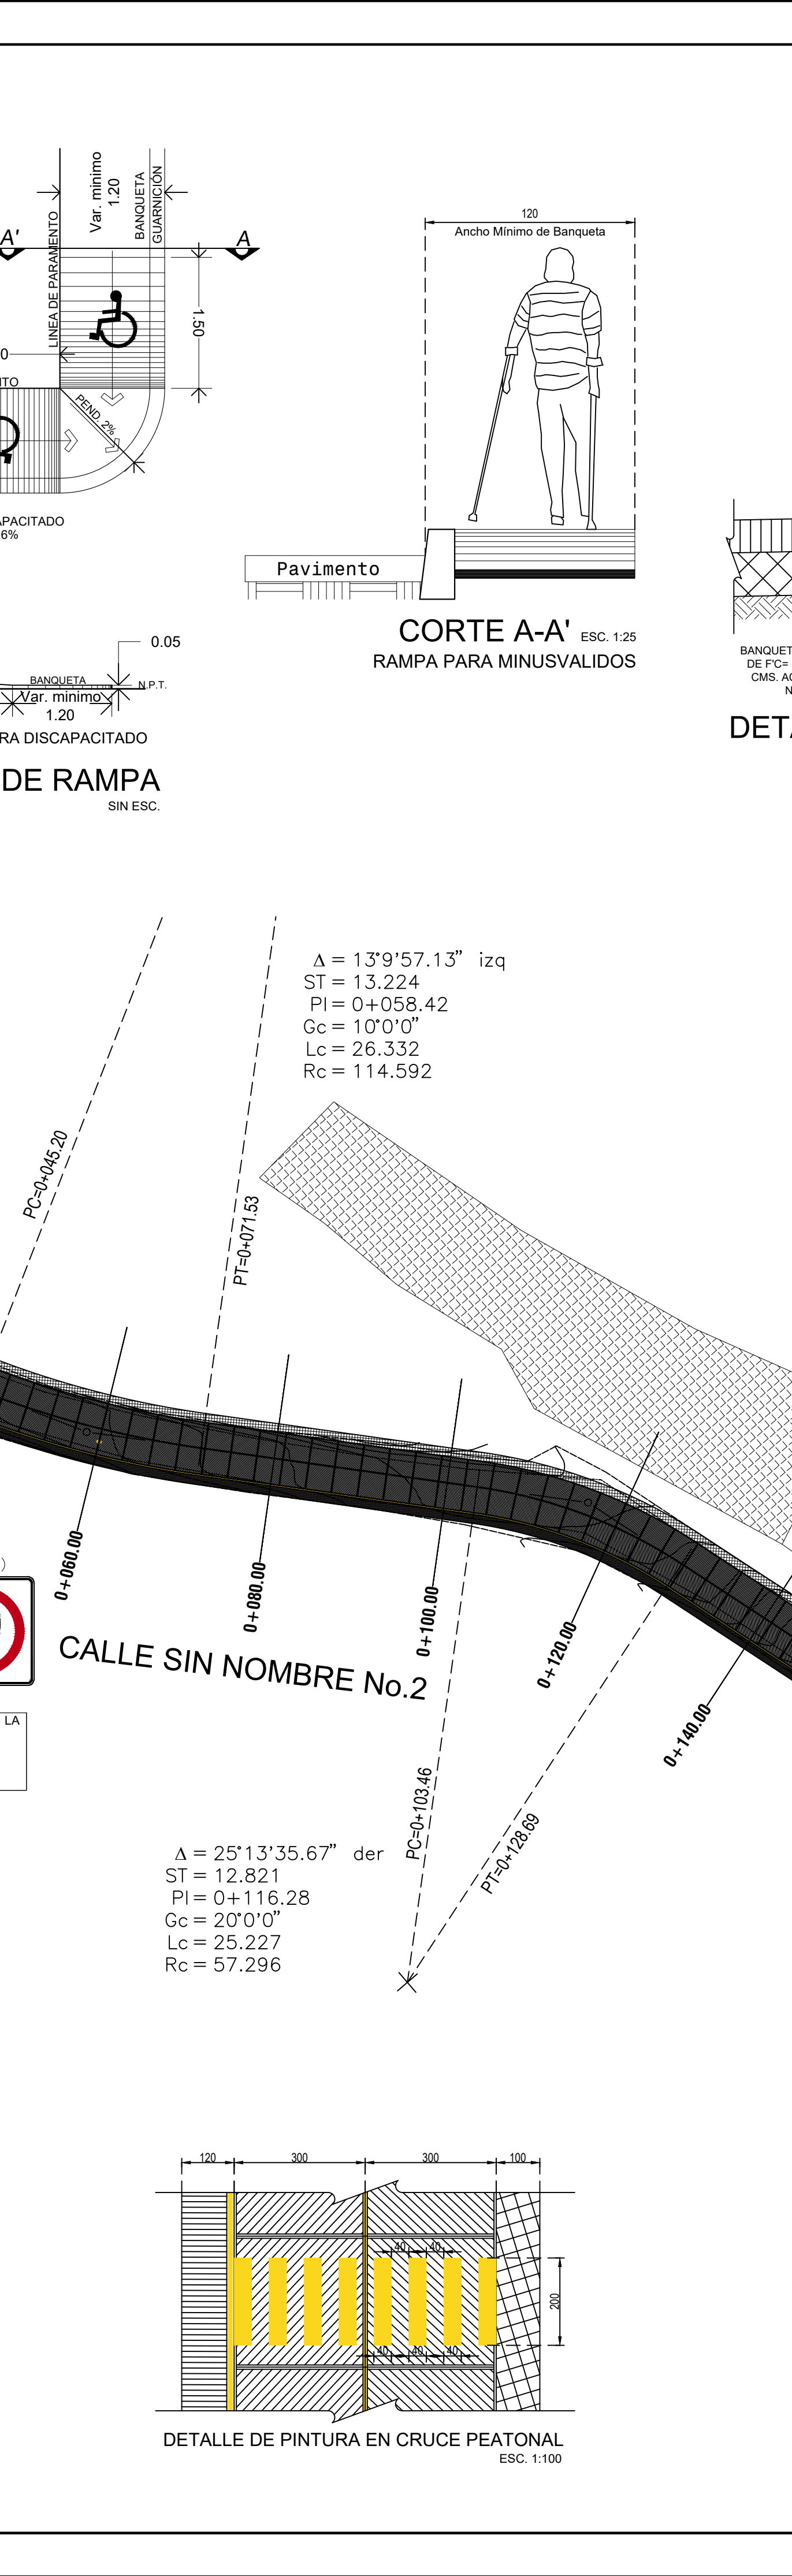 Var. minimo
1.20
BANQUETA
GUARNICIÓN
LINEA DE PARAMENTO
A'
A
1.50
0
PEND. 2%
120
Ancho Mínimo de Banqueta
APACITADO
6%
Pavimento
CORTE A-A' ESC. 1:25
RAMPA PARA MINUSVALIDOS
0.05
BANQUETA
N.P.T.
Var. minimo
1.20
RA DISCAPACITADO
DE RAMPA
SIN ESC.
BANQUET
DE F'C=
CMS. AC
N
DETA
Δ = 13°9'57.13" izq
ST = 13.224
PI = 0+058.42
Gc = 10°0'0"
Lc = 26.332
Rc = 114.592
PC=0+045.20
PT=0+071.53
0+060.00
0+080.00
0+100.00
0+120.00
0+140.00
CALLE SIN NOMBRE No.2
LA
PC=0+103.46
PT=0+128.69
Δ = 25°13'35.67" der
ST = 12.821
PI = 0+116.28
Gc = 20°0'0"
Lc = 25.227
Rc = 57.296
120 300 300 100
40 40
200
40 40 40
DETALLE DE PINTURA EN CRUCE PEATONAL
ESC. 1:100